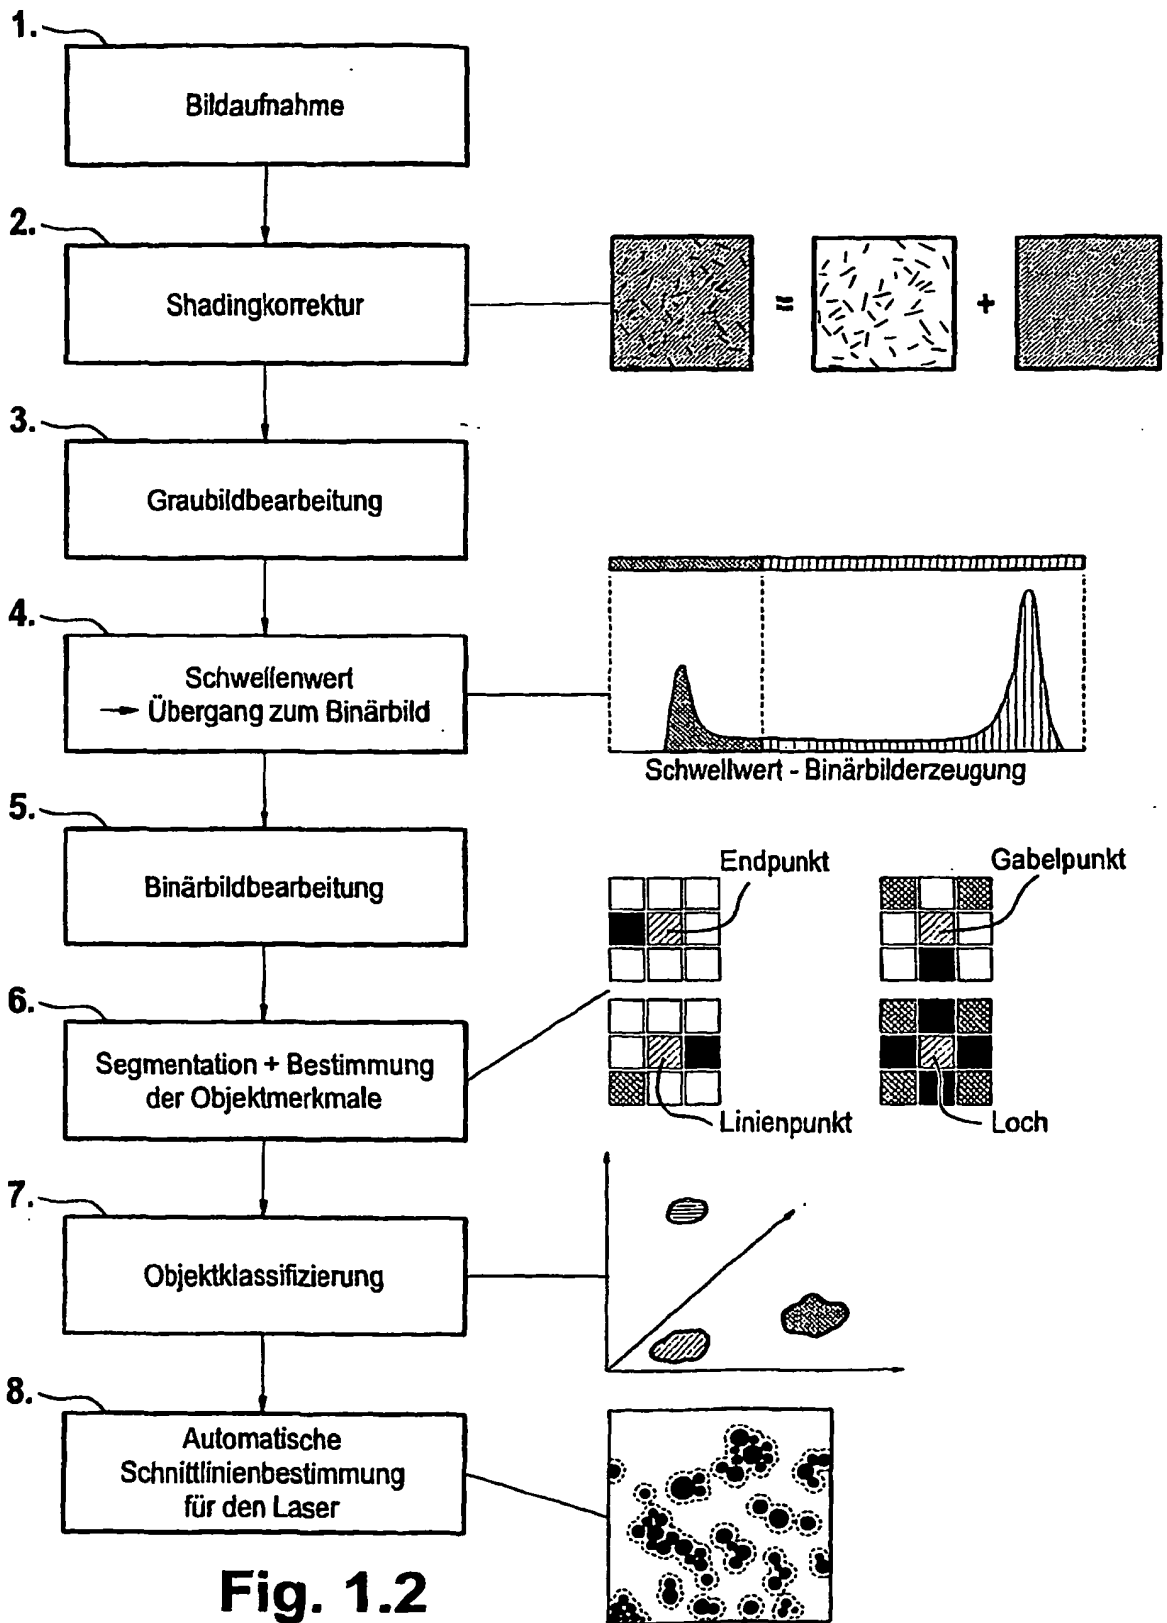 1.
Bildaufnahme
2.
Shadingkorrektur
=
+
3.
Graubildbearbeitung
4.
Schwellenwert
→ Übergang zum Binärbild
Schwellwert - Binärbilderzeugung
5.
Binärbildbearbeitung
Endpunkt
Gabelpunkt
6.
Segmentation + Bestimmung
der Objektmerkmale
Linienpunkt
Loch
7.
Objektklassifizierung
8.
Automatische
Schnittlinienbestimmung
für den Laser
Fig. 1.2